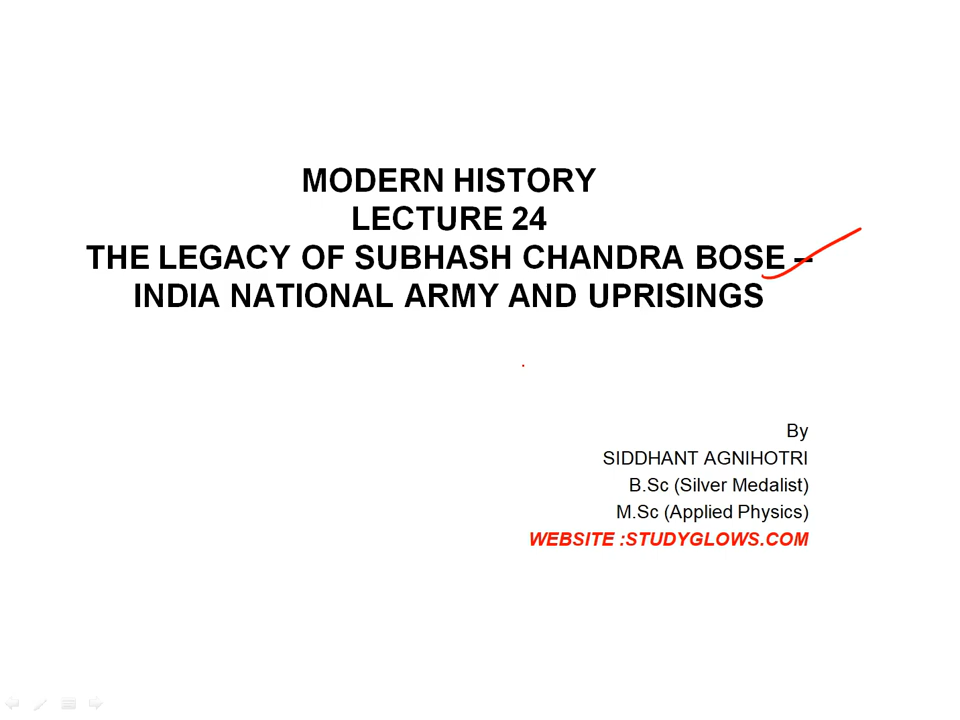 MODERN HISTORY
LECTURE 24
THE LEGACY OF SUBHASH CHANDRA BOSE –
INDIA NATIONAL ARMY AND UPRISINGS
By
SIDDHANT AGNIHOTRI
B.Sc (Silver Medalist)
M.Sc (Applied Physics)
WEBSITE :STUDYGLOWS.COM